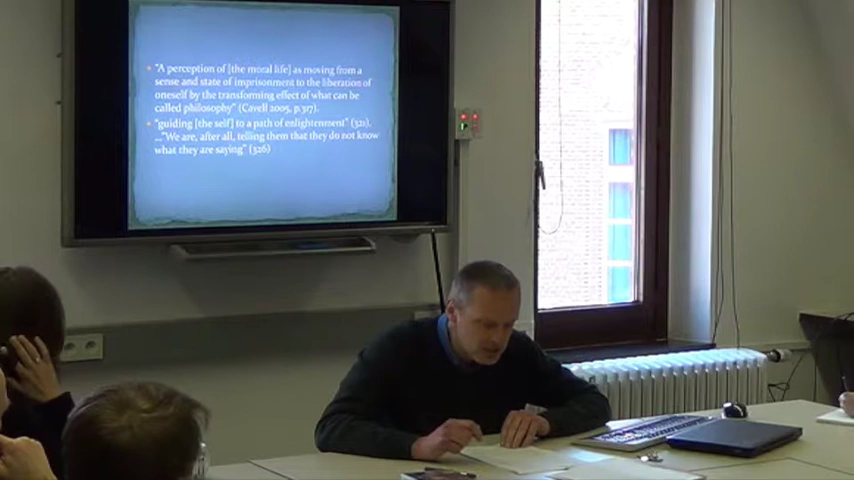 "A perception of [the moral life] as moving from a
sense and state of imprisonment to the liberation of
oneself by the transforming effect of what can be
called philosophy" (Cavell 2005, p.317).
"guiding [the self] to a path of enlightenment" (321).
..."We are, after all, telling them that they do not know
what they are saying" (326)